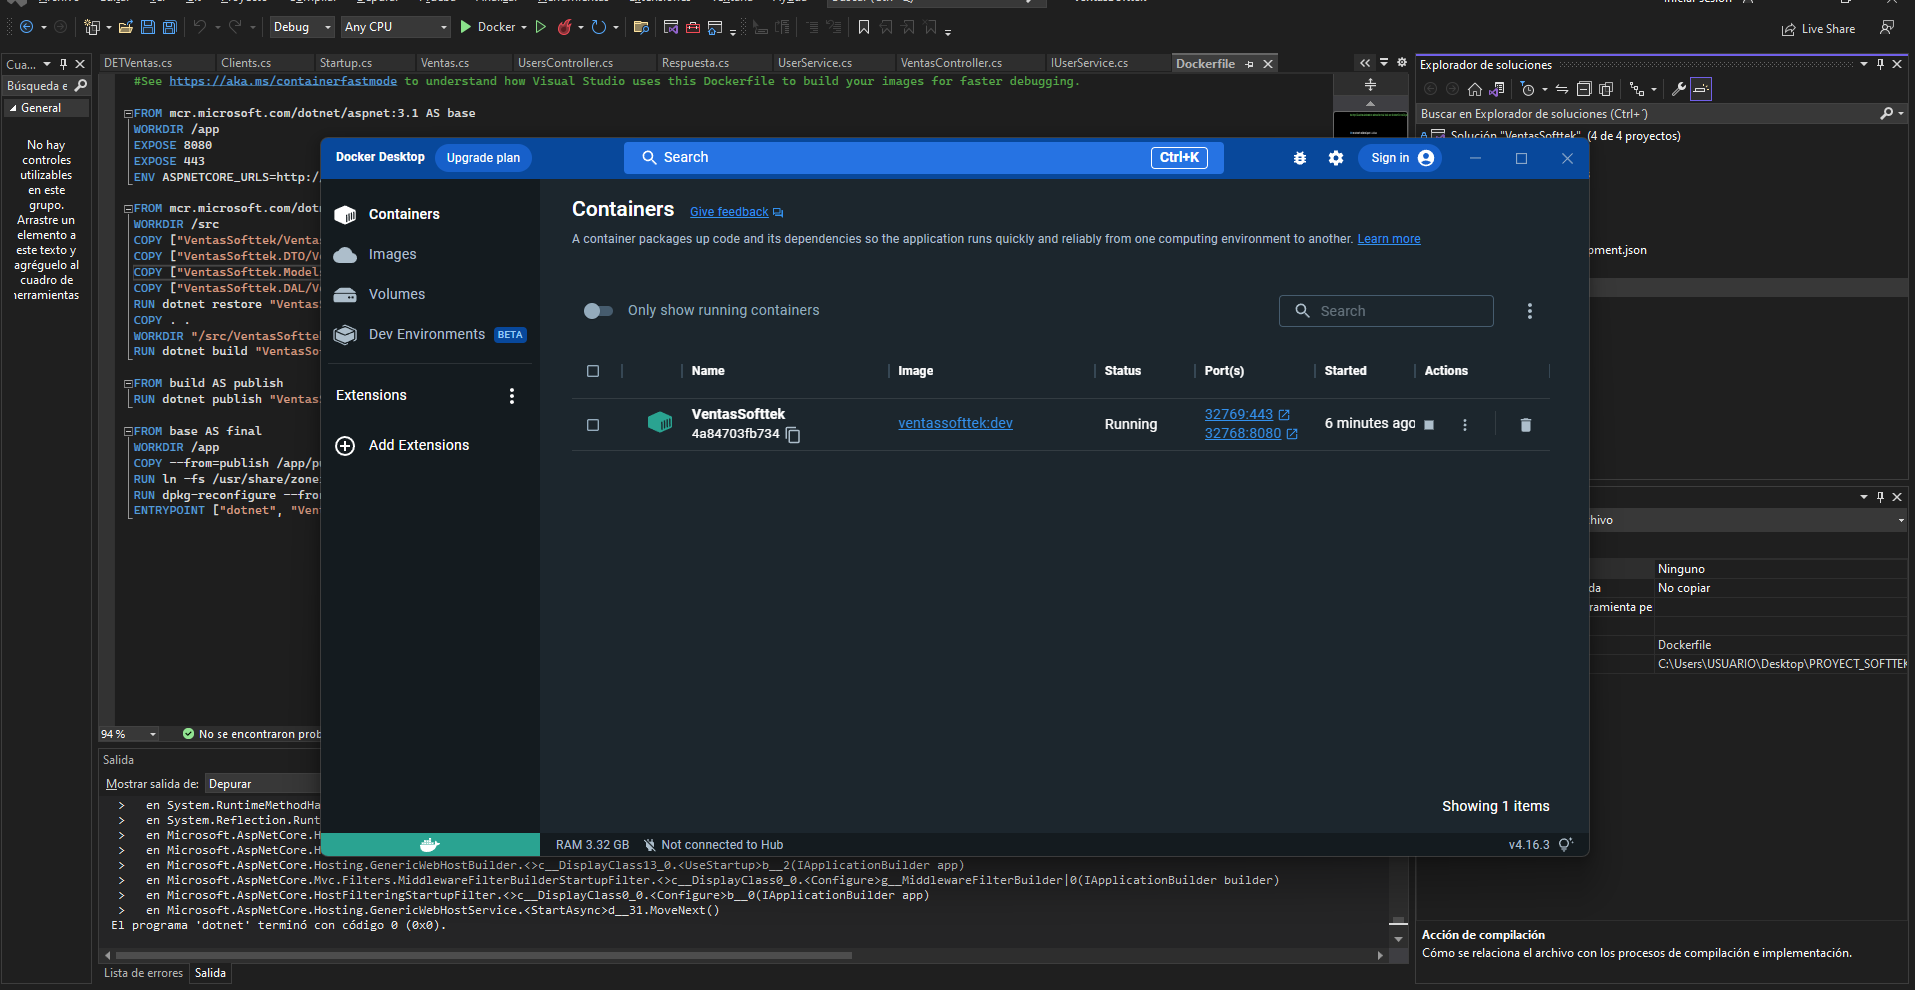 Debug
Any CPU
Docker
Live Share
Cua...
DETVentas.cs
Clients.cs
Startup.cs
Ventas.cs
UsersController.cs
Respuesta.cs
UserService.cs
VentasController.cs
IUserService.cs
Dockerfile
Explorador de soluciones
Búsqueda e
General
No hay
controles
utilizables
en este
grupo.
Arrastre un
elemento a
este texto y
agréguelo al
cuadro de
#See https://aka.ms/containerfastmode to understand how Visual Studio uses this Dockerfile to build your images for faster debugging.
FROM mcr.microsoft.com/dotnet/aspnet:3.1 AS base
WORKDIR /app
EXPOSE 8080
EXPOSE 443
ENV ASPNETCORE_URLS=http:/
FROM mcr.microsoft.com/dot
WORKDIR /src
COPY ["VentasSofttek/Venta
COPY ["VentasSofttek.DTO/V
COPY ["VentasSofttek.Model
COPY ["VentasSofttek.DAL/V
RUN dotnet restore "Ventas
COPY . .
WORKDIR "/src/VentasSofttek
RUN dotnet build "VentasSo
FROM build AS publish
RUN dotnet publish "Ventas
FROM base AS final
WORKDIR /app
COPY --from=publish /app/p
RUN ln -fs /usr/share/zone
RUN dpkg-reconfigure --fro
ENTRYPOINT ["dotnet", "Ven
Docker Desktop
Upgrade plan
Search
Ctrl+K
Sign in
Containers
Images
Volumes
Dev Environments BETA
Extensions
Add Extensions
Containers
Give feedback
A container packages up code and its dependencies so the application runs quickly and reliably from one computing environment to another. Learn more
Only show running containers
Search
Name Image Status Port(s) Started Actions
VentasSofttek
4a84703fb734
ventassofttek:dev
Running
32769:443
32768:8080
6 minutes ago
Showing 1 items
RAM 3.32 GB
Not connected to Hub
v4.16.3
Buscar en Explorador de soluciones (Ctrl+´)
Solución "VentasSofttek" (4 de 4 proyectos)
pment.json
hivo
Ninguno
da
No copiar
ramienta pe
Dockerfile
C:\Users\USUARIO\Desktop\PROYECT_SOFTTEK
Acción de compilación
Cómo se relaciona el archivo con los procesos de compilación e implementación.
94 %
No se encontraron prob
Salida
Mostrar salida de: Depurar
> en System.RuntimeMethodHa
> en System.Reflection.Runt
> en Microsoft.AspNetCore.H
> en Microsoft.AspNetCore.H
> en Microsoft.AspNetCore.Hosting.GenericWebHostBuilder.<>c__DisplayClass13_0.<UseStartup>b__2(IApplicationBuilder app)
> en Microsoft.AspNetCore.Mvc.Filters.MiddlewareFilterBuilderStartupFilter.<>c__DisplayClass0_0.<Configure>g__MiddlewareFilterBuilder|0(IApplicationBuilder builder)
> en Microsoft.AspNetCore.HostFilteringStartupFilter.<>c__DisplayClass0_0.<Configure>b__0(IApplicationBuilder app)
> en Microsoft.AspNetCore.Hosting.GenericWebHostService.<StartAsync>d__31.MoveNext()
El programa 'dotnet' terminó con código 0 (0x0).
Lista de errores
Salida